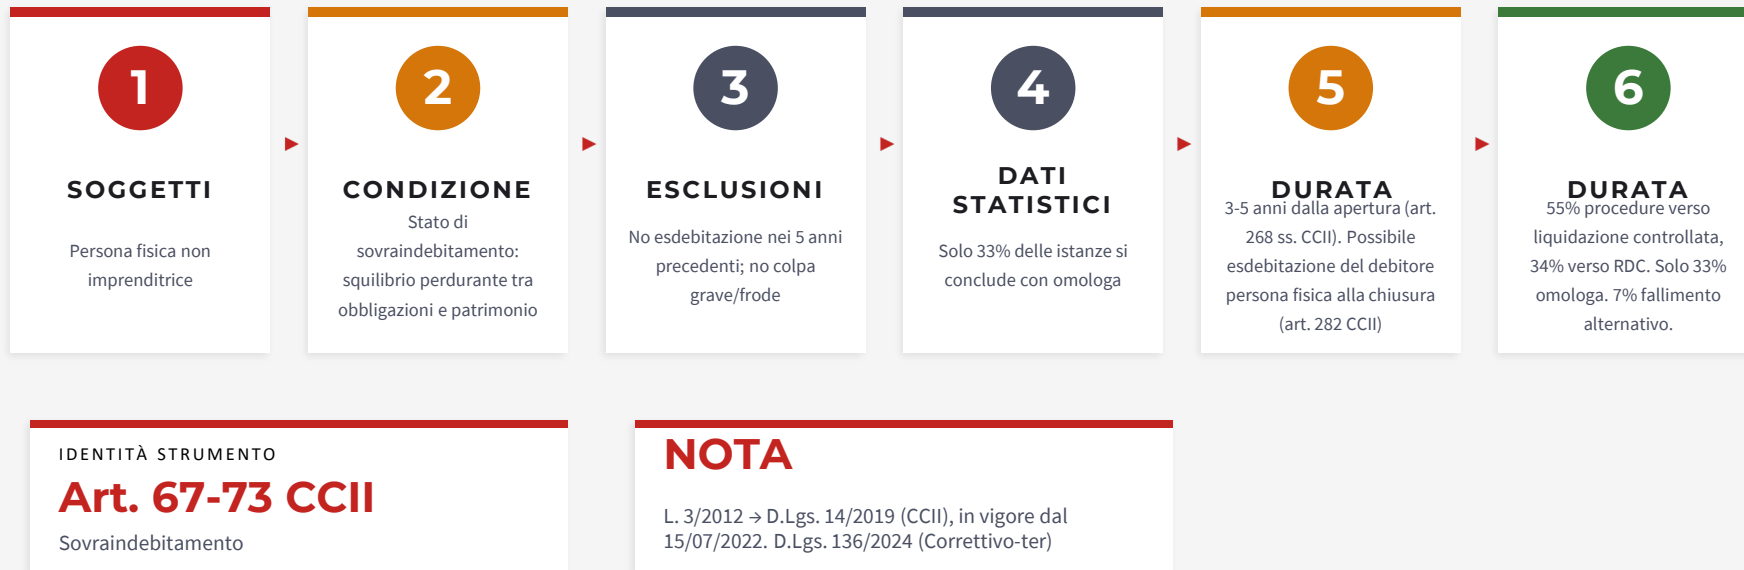 1
SOGGETTI
Persona fisica non
imprenditrice
2
CONDIZIONE
Stato di
sovraindebitamento:
squilibrio perdurante tra
obbligazioni e patrimonio
3
ESCLUSIONI
No esdebitazione nei 5 anni
precedenti; no colpa
grave/frode
4
DATI
STATISTICI
Solo 33% delle istanze si
conclude con omologa
5
DURATA
3-5 anni dalla apertura (art.
268 ss. CCII). Possibile
esdebitazione del debitore
persona fisica alla chiusura
(art. 282 CCII)
6
DURATA
55% procedure verso
liquidazione controllata,
34% verso RDC. Solo 33%
omologa. 7% fallimento
alternativo.
IDENTITÀ STRUMENTO
Art. 67-73 CCII
Sovraindebitamento
NOTA
L. 3/2012 → D.Lgs. 14/2019 (CCII), in vigore dal
15/07/2022. D.Lgs. 136/2024 (Correttivo-ter)